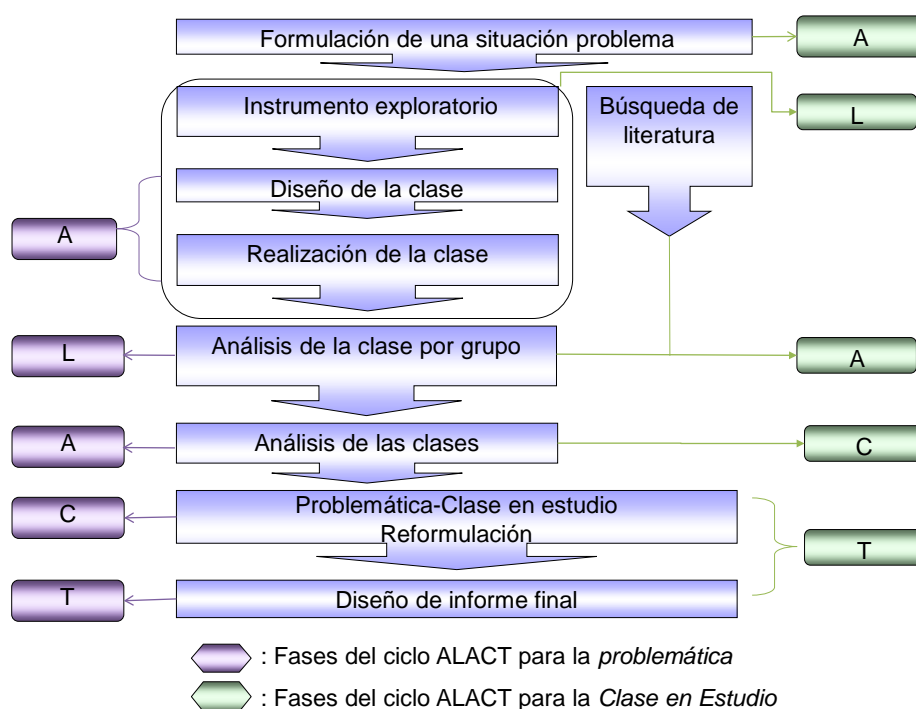 Formulación de una situación problema
A
Instrumento exploratorio
Búsqueda de
literatura
L
Diseño de la clase
A
Realización de la clase
L
Análisis de la clase por grupo
A
A
Análisis de las clases
C
C
Problemática-Clase en estudio
Reformulación
T
T
Diseño de informe final
: Fases del ciclo ALACT para la problemática
: Fases del ciclo ALACT para la Clase en Estudio